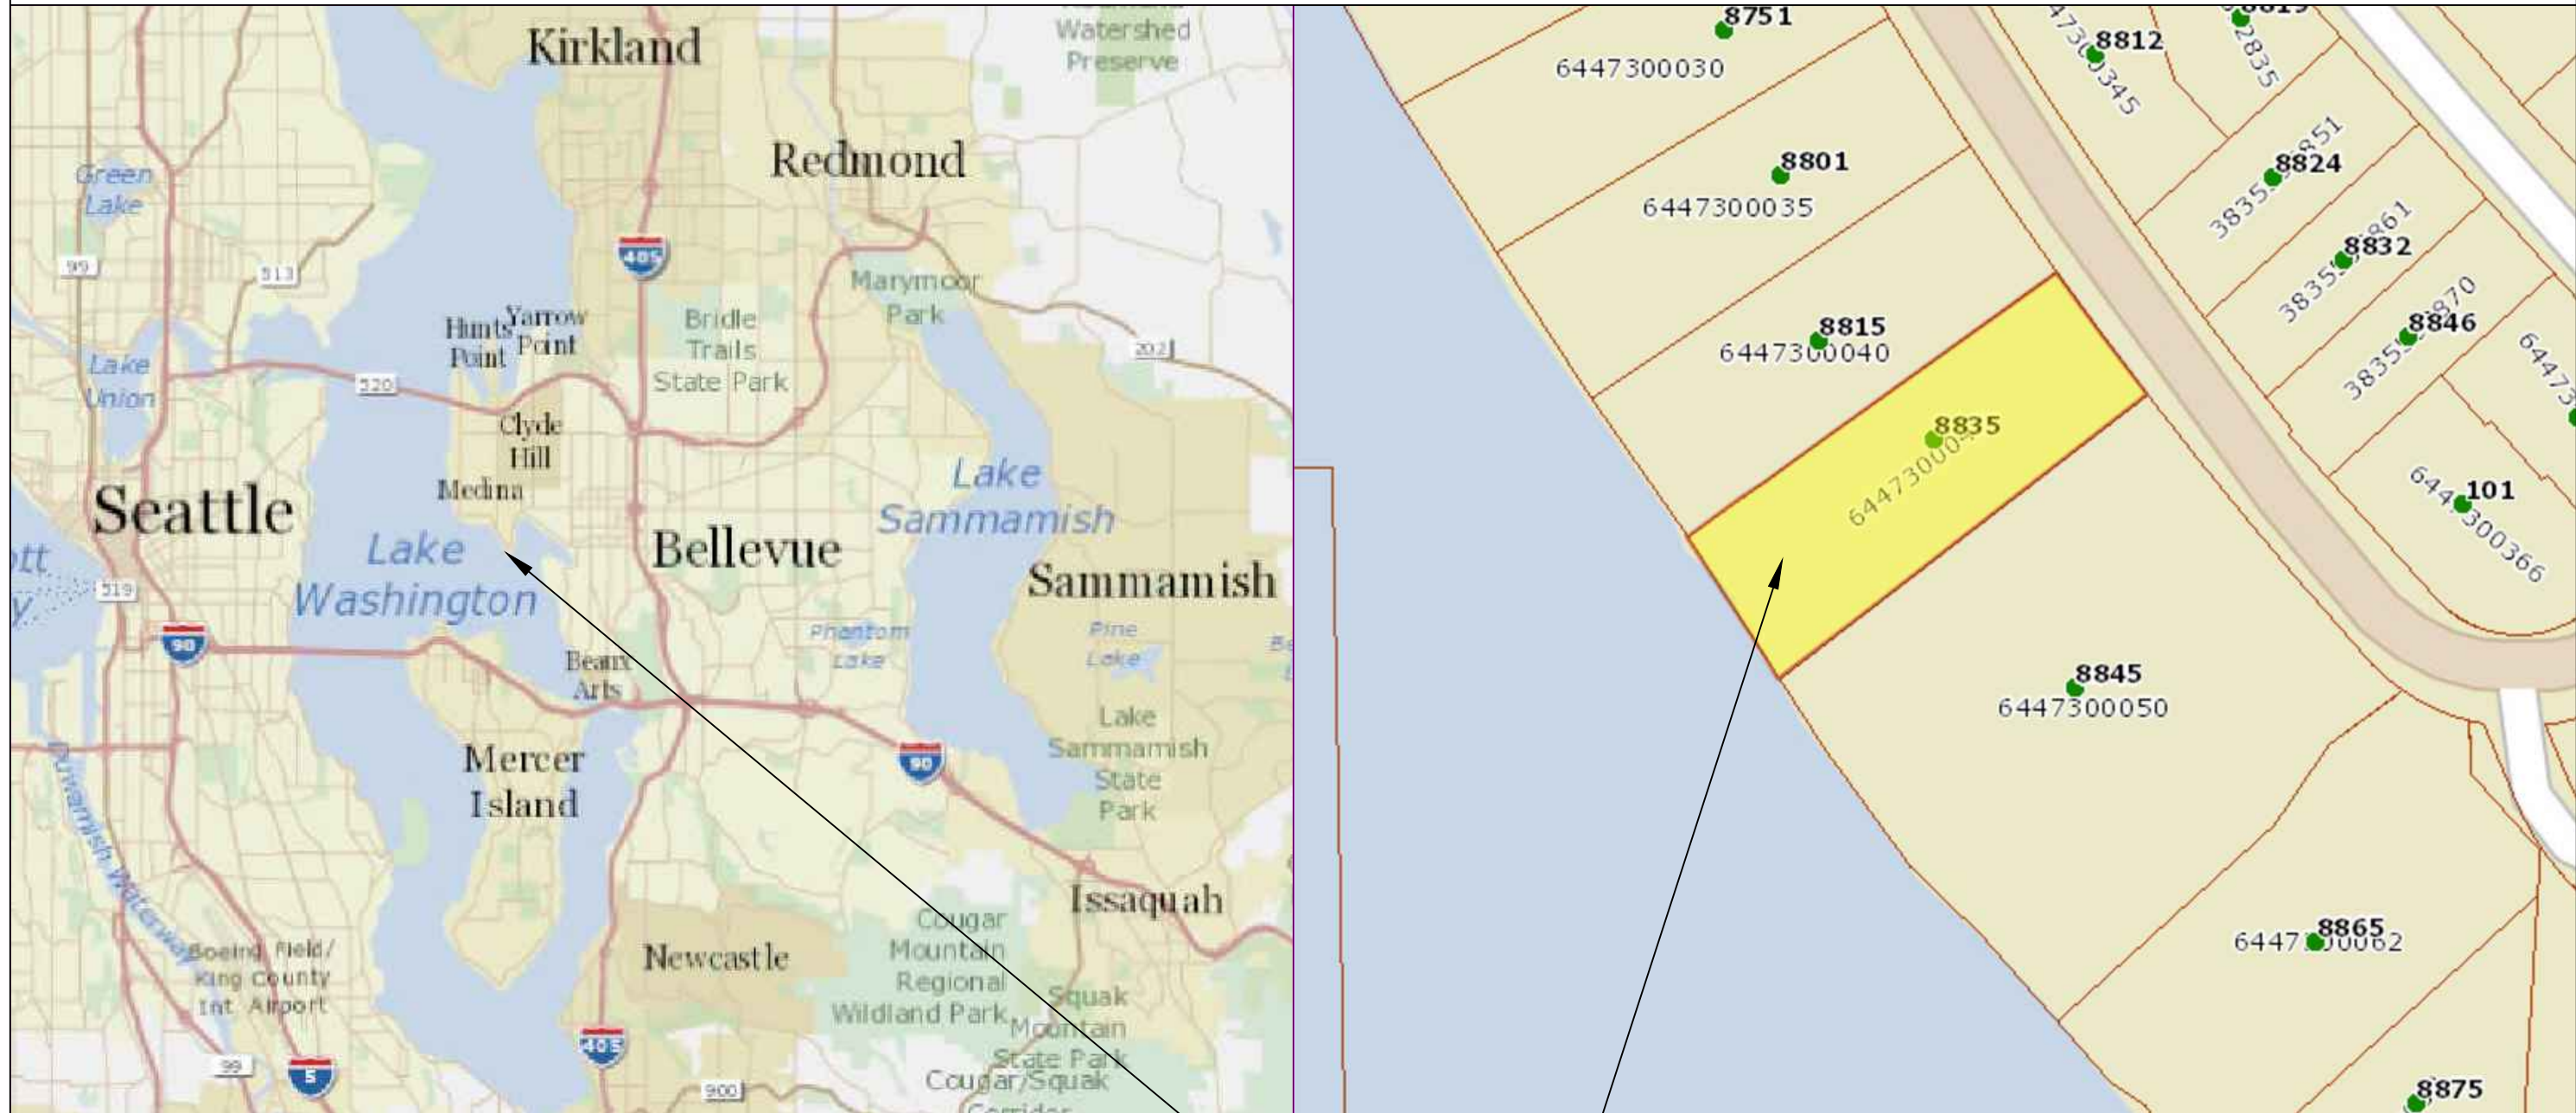 Kirkland
Watershed
Preserve
Redmond
Green
Lake
99
513
405
Marymoor
Park
Hunts
Point
Yarrow
Point
Bridle
Trails
State Park
202
Lake
Union
520
Clyde
Hill
Medina
Seattle
Lake
Washington
Bellevue
Lake
Sammamish
Sammamish
519
90
Phantom
Lake
Pine
Lake
Beaux
Arts
Mercer
Island
90
Lake
Sammamish
State
Park
Duwamish Waterway
Issaquah
Boeing Field/
King County
Int Airport
Newcastle
Cougar
Mountain
Regional
Wildland Park
Squak
Mountain
State Park
Cougar/Squak
Corridor
99
5
405
900
8751
6447300030
8812
8801
6447300035
8824
8832
8815
6447300040
8846
8835
101
8845
6447300050
8865
8875